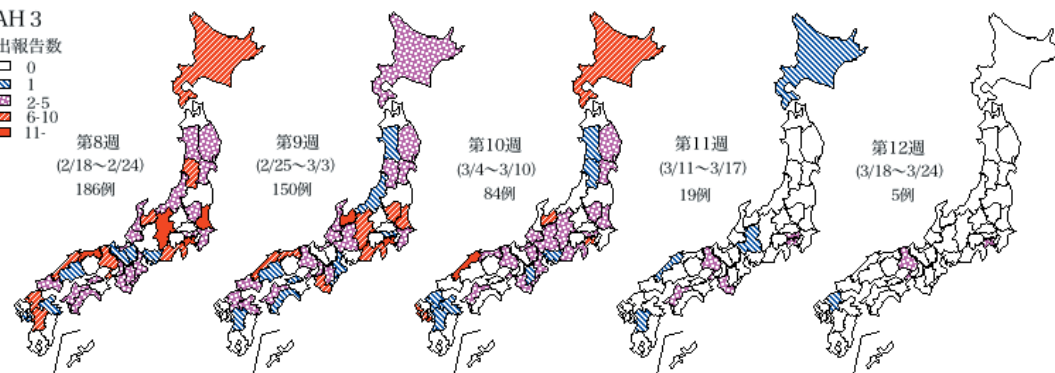 AH 3
出報告数
0
1
2-5
6-10
11-
第8週
(2/18～2/24)
186例
第9週
(2/25～3/3)
150例
第10週
(3/4～3/10)
84例
第11週
(3/11～3/17)
19例
第12週
(3/18～3/24)
5例